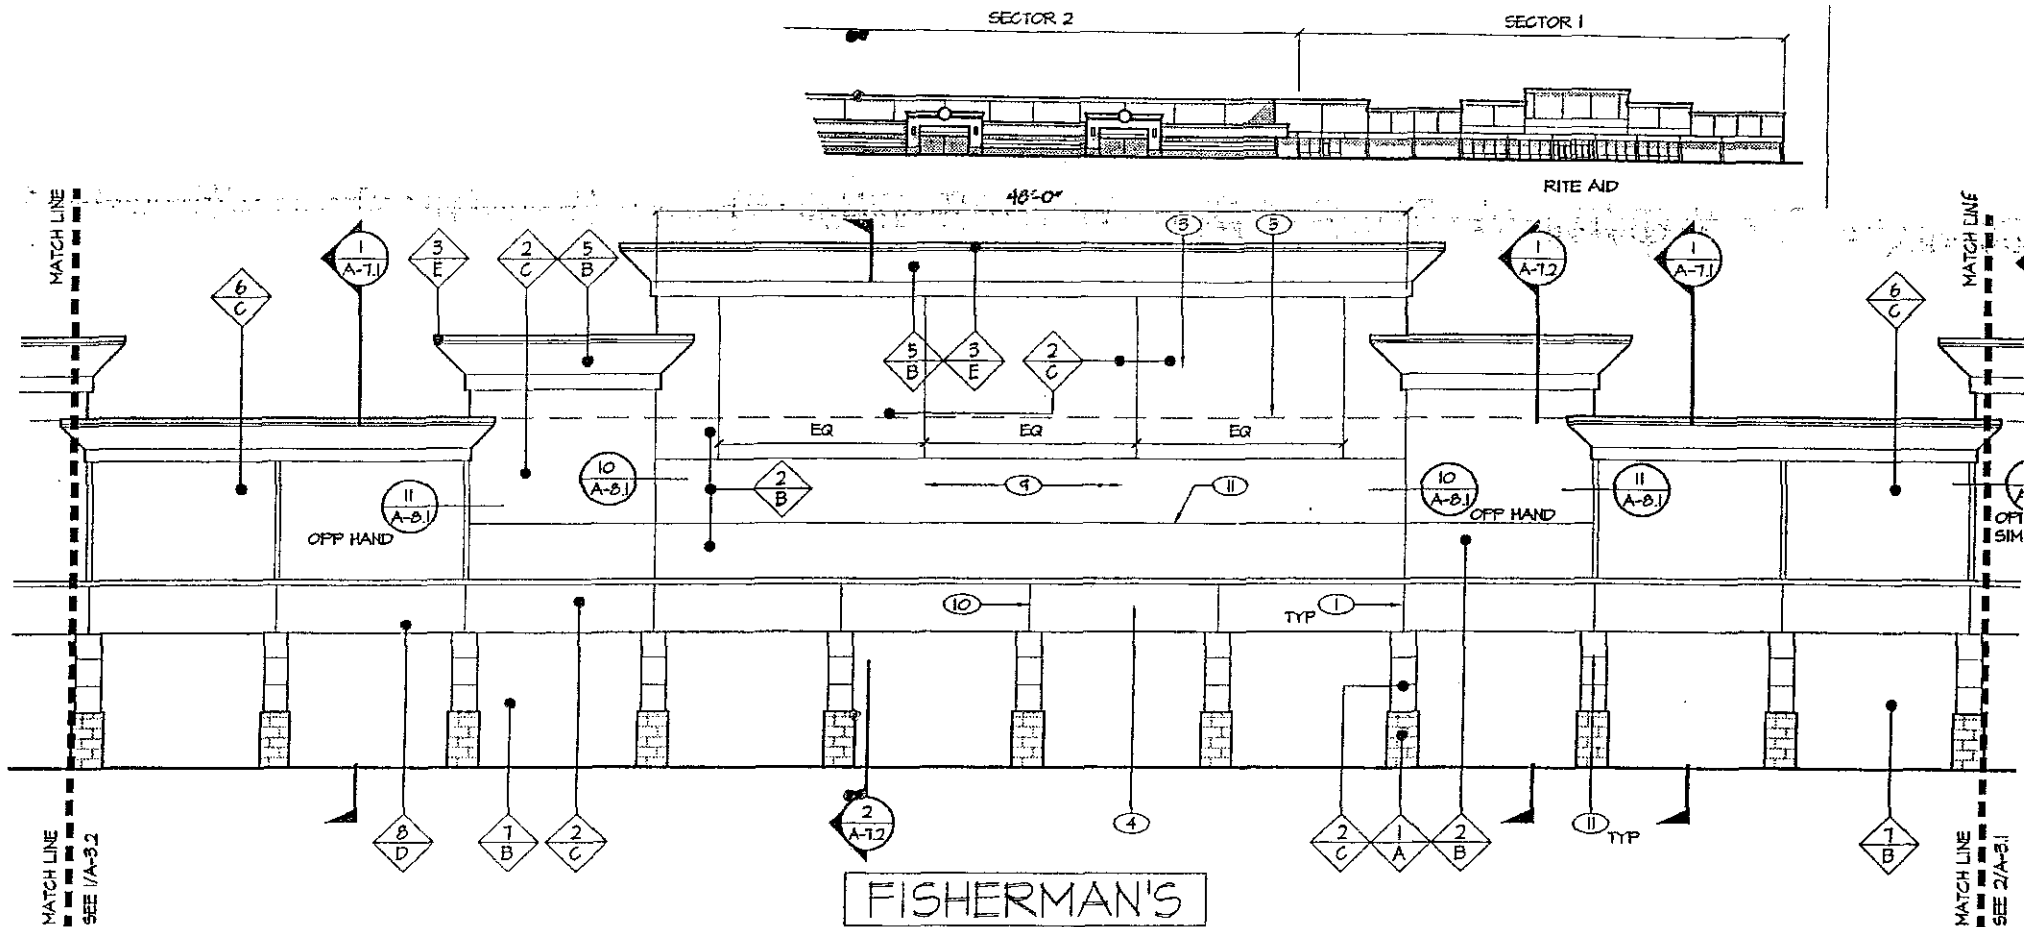 SECTOR 2
SECTOR 1
RITE AID
MATCH LINE
48'-0"
3
3
MATCH LINE
1
A-7.1
3
E
2
C
5
B
1
A-7.2
1
A-7.1
6
C
6
C
5
B
3
E
2
C
EQ
EQ
EQ
10
A-8.1
11
A-8.1
2
B
9
11
10
A-8.1
11
A-8.1
OPP HAND
OPP HAND
10
TYP
1
8
D
7
B
2
C
2
A-7.2
4
2
C
1
A
2
B
11
TYP
7
B
MATCH LINE
SEE 1/A-3.2
FISHERMAN'S
MATCH LINE
SEE 2/A-3.1